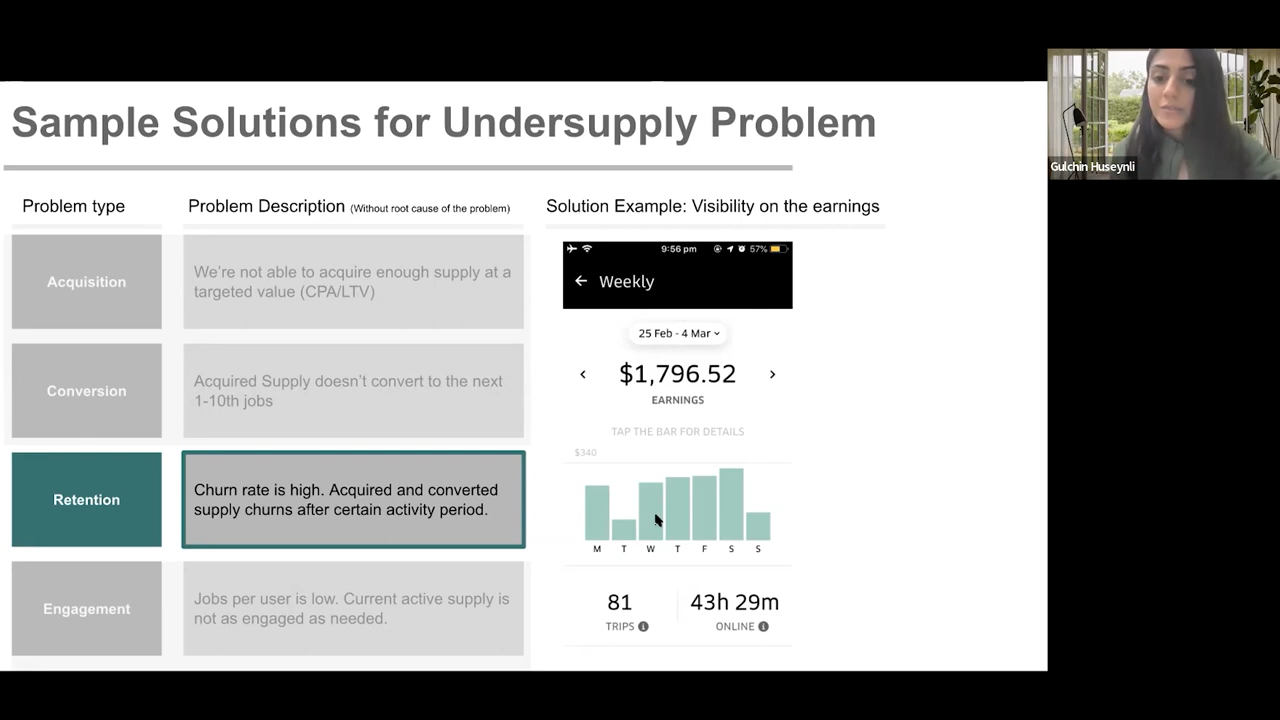 Sample Solutions for Undersupply Problem
Gulchin Huseynli
Problem type
Problem Description (Without root cause of the problem)
Solution Example: Visibility on the earnings
Acquisition
We're not able to acquire enough supply at a
targeted value (CPA/LTV)
Conversion
Acquired Supply doesn't convert to the next
1-10th jobs
Retention
Churn rate is high. Acquired and converted
supply churns after certain activity period.
Engagement
Jobs per user is low. Current active supply is
not as engaged as needed.
9:56 pm 57%
← Weekly
25 Feb - 4 Mar
< $1,796.52 >
EARNINGS
TAP THE BAR FOR DETAILS
$340
M T W T F S S
81 43h 29m
TRIPS ONLINE